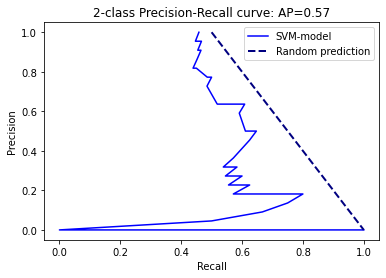 2-class Precision-Recall curve: AP=0.57
SVM-model
Random prediction
Precision
1.0
0.8
0.6
0.4
0.2
0.0
0.0 0.2 0.4 0.6 0.8 1.0
Recall